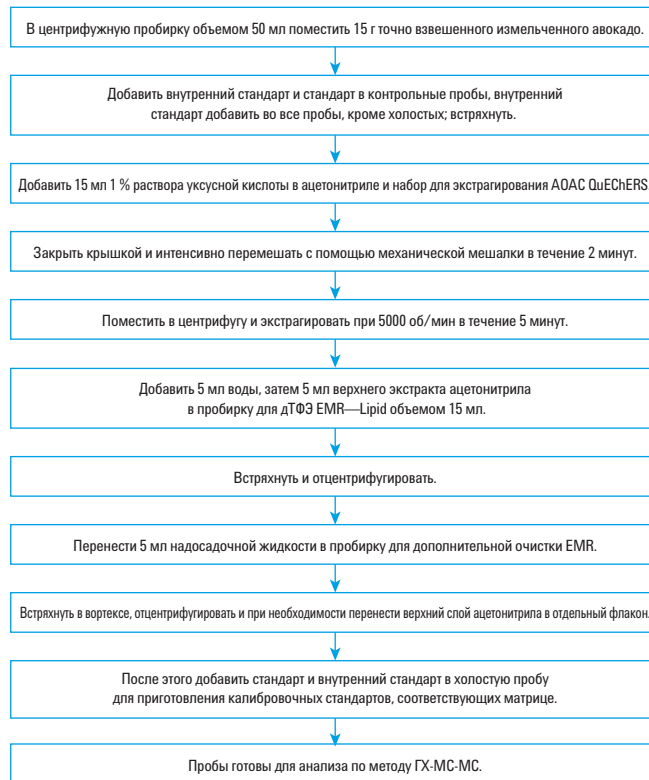 В центрифужную пробирку объемом 50 мл поместить 15 г точно взвешенного измельченного авокадо.
Добавить внутренний стандарт и стандарт в контрольные пробы, внутренний
стандарт добавить во все пробы, кроме холостых; встряхнуть.
Добавить 15 мл 1 % раствора уксусной кислоты в ацетонитриле и набор для экстрагирования AOAC QuEChERS.
Закрыть крышкой и интенсивно перемешать с помощью механической мешалки в течение 2 минут.
Поместить в центрифугу и экстрагировать при 5000 об/мин в течение 5 минут.
Добавить 5 мл воды, затем 5 мл верхнего экстракта ацетонитрила
в пробирку для дТФЭ EMR—Lipid объемом 15 мл.
Встряхнуть и отцентрифугировать.
Перенести 5 мл надосадочной жидкости в пробирку для дополнительной очистки EMR.
Встряхнуть в вортексе, отцентрифугировать и при необходимости перенести верхний слой ацетонитрила в отдельный флакон.
После этого добавить стандарт и внутренний стандарт в холостую пробу
для приготовления калибровочных стандартов, соответствующих матрице.
Пробы готовы для анализа по методу ГХ-МС-МС.